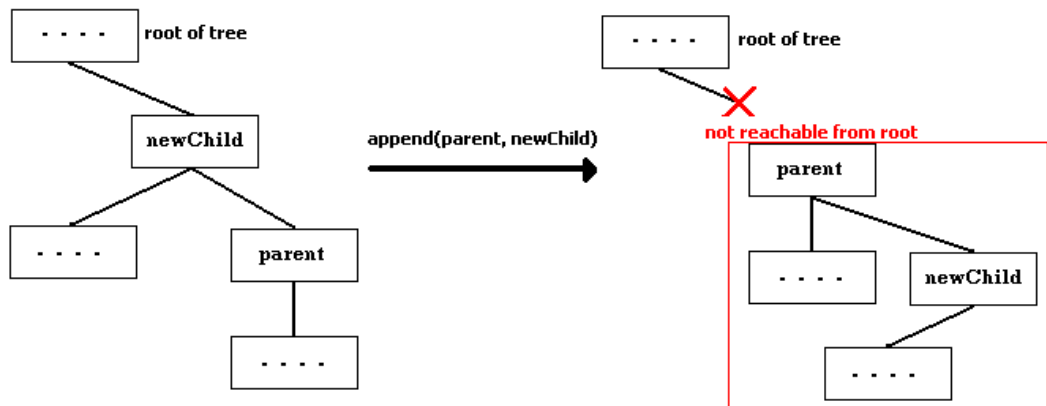 - - - - root of tree
newChild
- - - -
parent
- - - -
append(parent, newChild)
- - - - root of tree
not reachable from root
parent
- - - -
newChild
- - - -